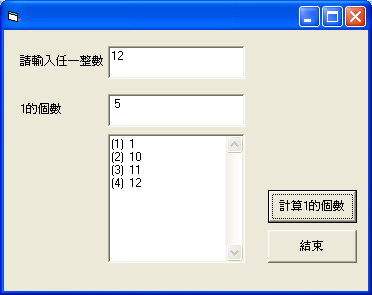 請輸入任一整數 12
1的個數 5
(1) 1
(2) 10
(3) 11
(4) 12
計算1的個數
結束